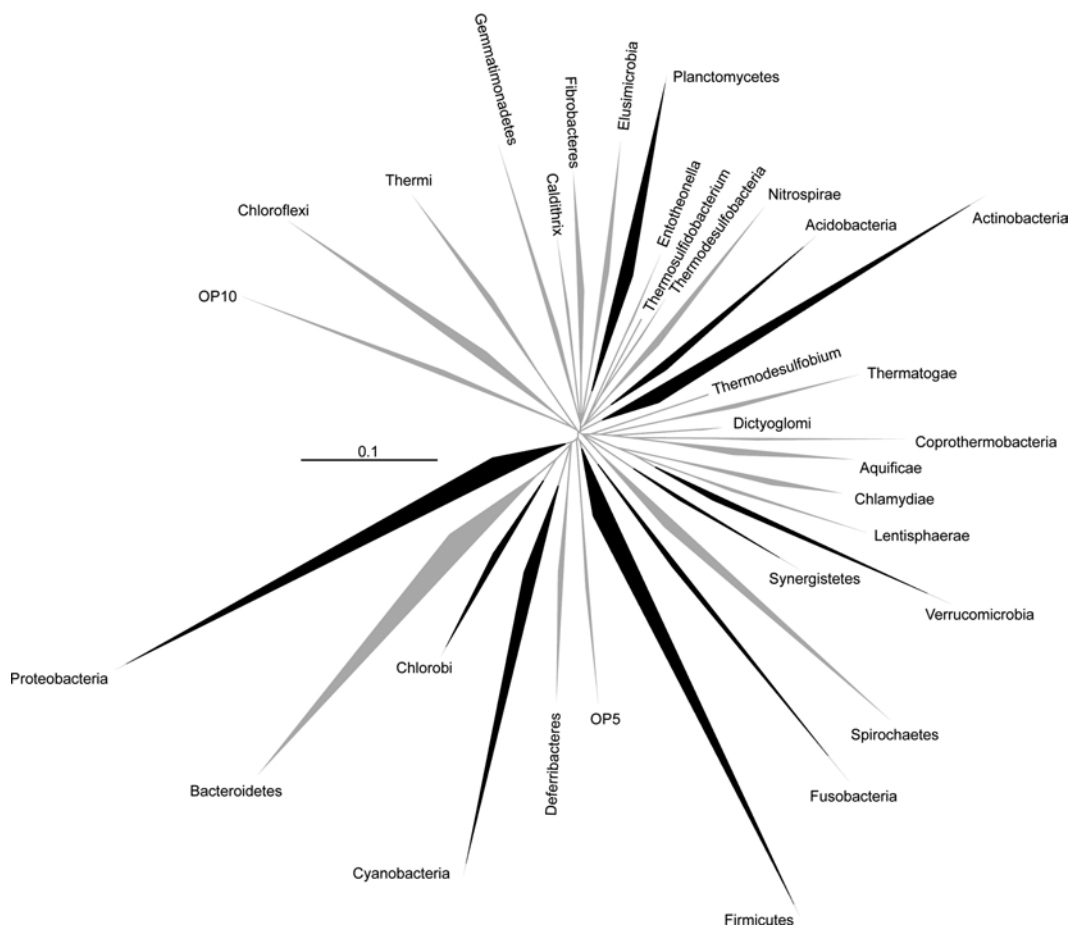 Gemmatimonadetes
Fibrobacteres
Elusimicrobia
Planctomycetes
Caldithrix
Thermi
Chloroflexi
OP10
Entotheonella
Thermosulfidobacterium
Thermodesulfobacteria
Nitrospirae
Acidobacteria
Actinobacteria
Thermodesulfobium
Thermatogae
Dictyoglomi
Coprothermobacteria
Aquificae
Chlamydiae
Lentisphaerae
Synergistetes
Verrucomicrobia
0.1
Proteobacteria
Chlorobi
Bacteroidetes
Cyanobacteria
Deferribacteres
OP5
Spirochaetes
Fusobacteria
Firmicutes